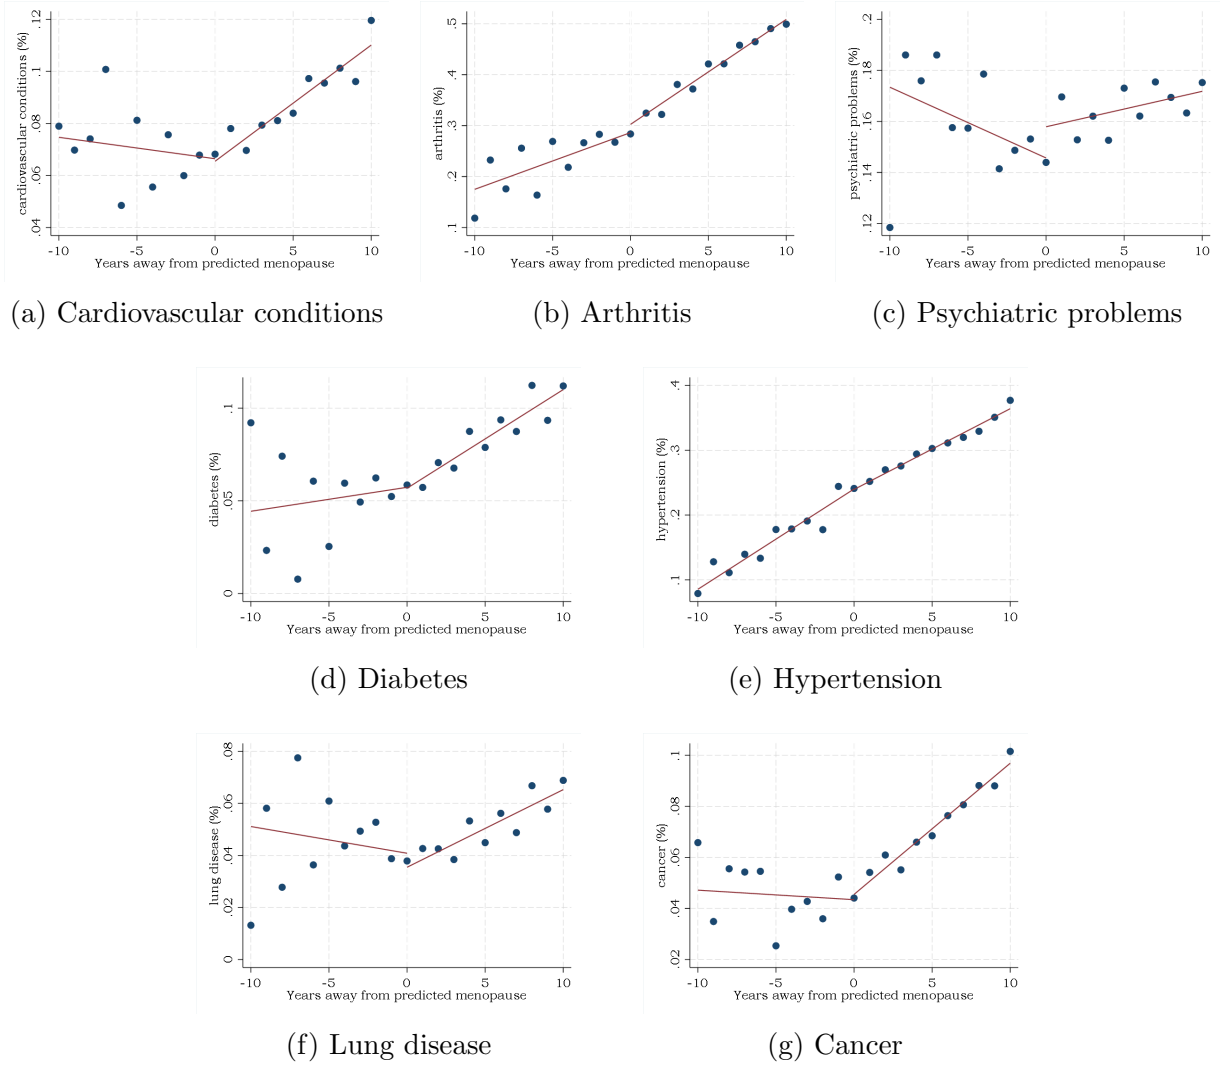 cardiovascular conditions (%)
.04 .06 .08 .1 .12
-10 -5 0 5 10
Years away from predicted menopause
(a) Cardiovascular conditions
arthritis (%)
.1 .2 .3 .4 .5
-10 -5 0 5 10
Years away from predicted menopause
(b) Arthritis
psychiatric problems (%)
.12 .14 .16 .18 .2
-10 -5 0 5 10
Years away from predicted menopause
(c) Psychiatric problems
diabetes (%)
0 .05 .1
-10 -5 0 5 10
Years away from predicted menopause
(d) Diabetes
hypertension (%)
.1 .2 .3 .4
-10 -5 0 5 10
Years away from predicted menopause
(e) Hypertension
lung disease (%)
0 .02 .04 .06 .08
-10 -5 0 5 10
Years away from predicted menopause
(f) Lung disease
cancer (%)
.02 .04 .06 .08 .1
-10 -5 0 5 10
Years away from predicted menopause
(g) Cancer